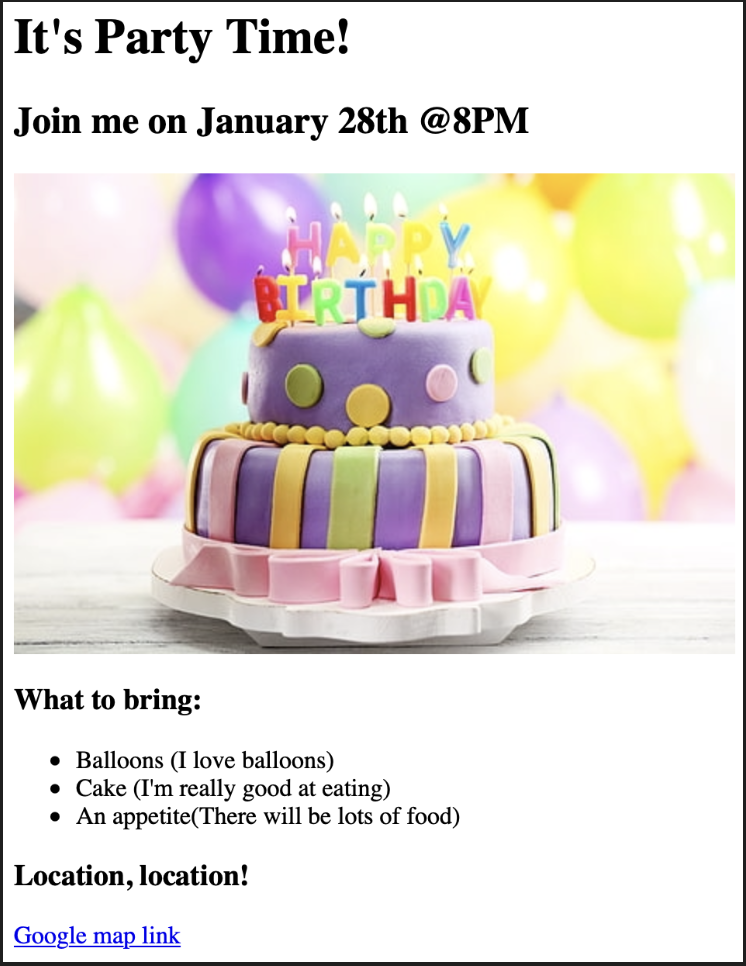 It's Party Time!
Join me on January 28th @8PM
HAPPY
BIRTHDAY
What to bring:
Balloons (I love balloons)
Cake (I'm really good at eating)
An appetite(There will be lots of food)
Location, location!
Google map link